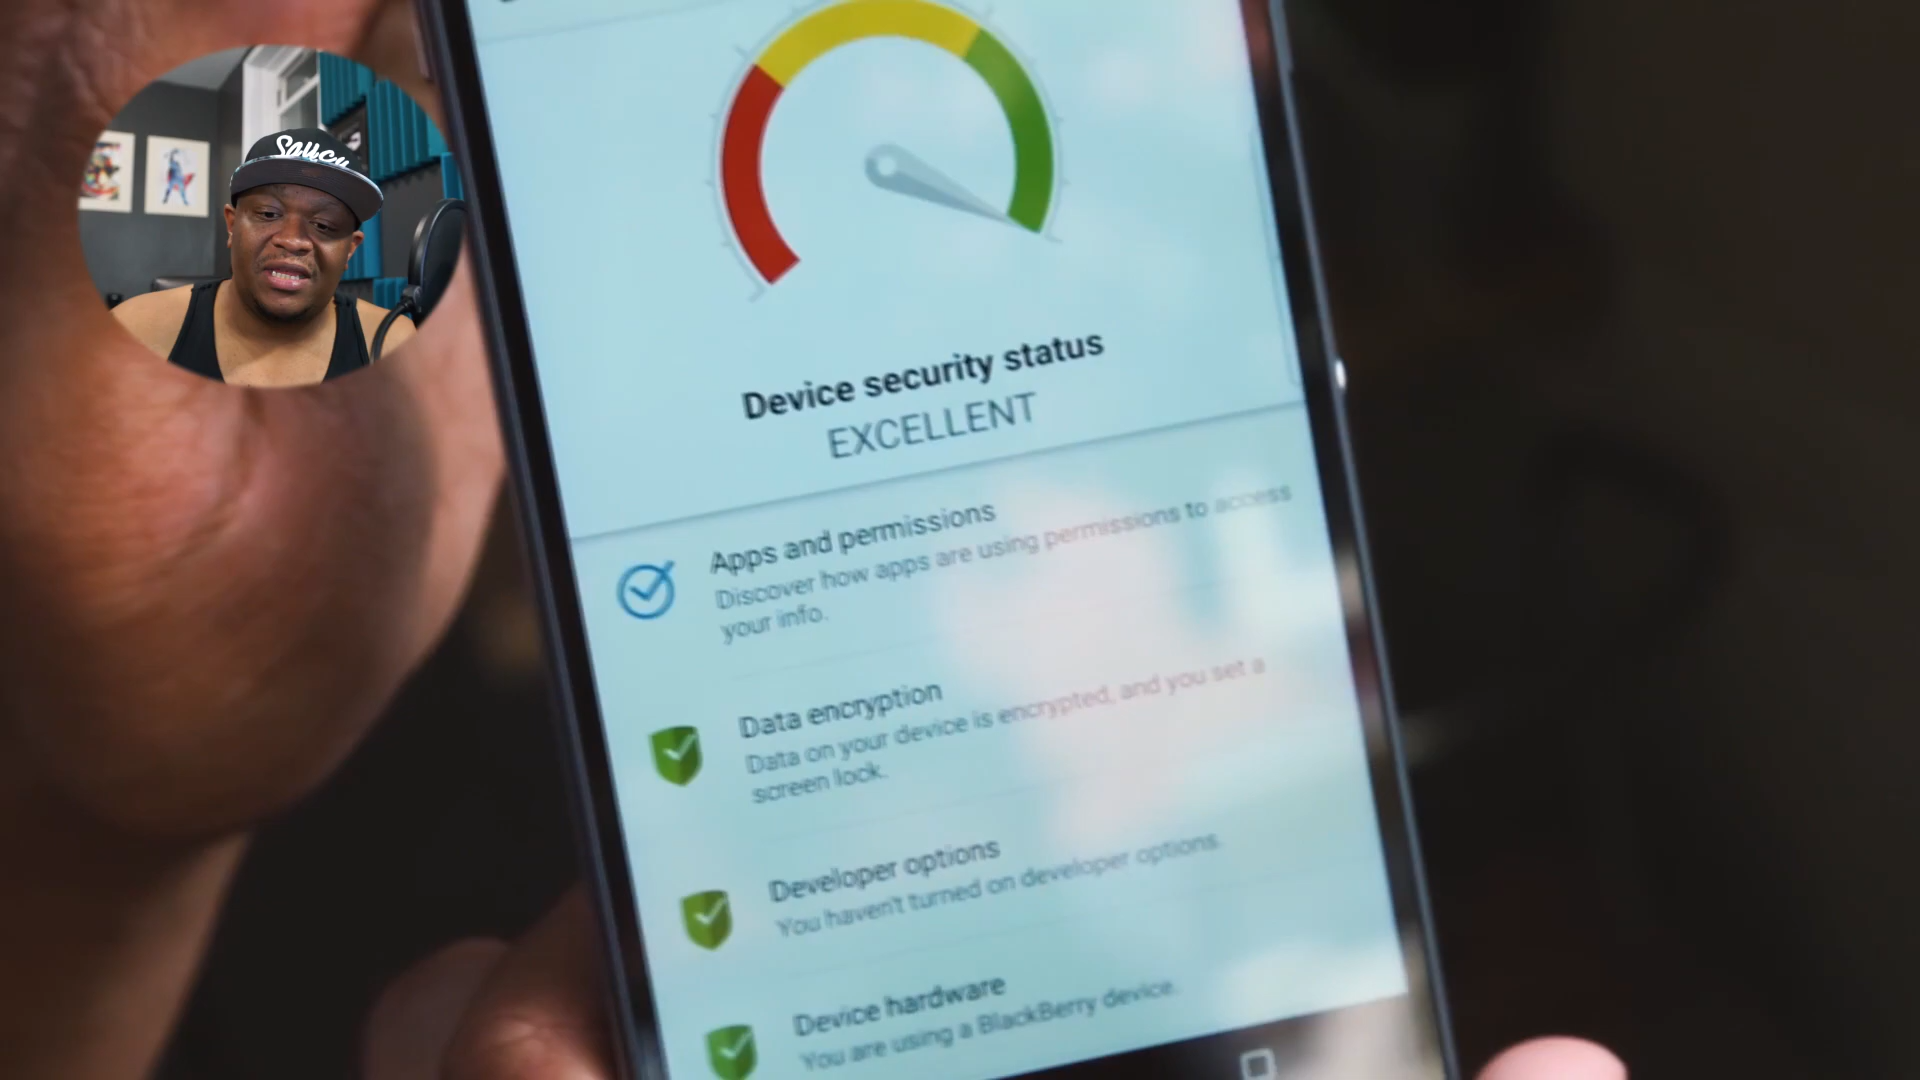 Saucy
Device security status
EXCELLENT
Apps and permissions
Discover how apps are using permissions to access
your info.
Data encryption
Data on your device is encrypted, and you set a
screen lock.
Developer options
You haven't turned on developer options.
Device hardware
You are using a BlackBerry device.